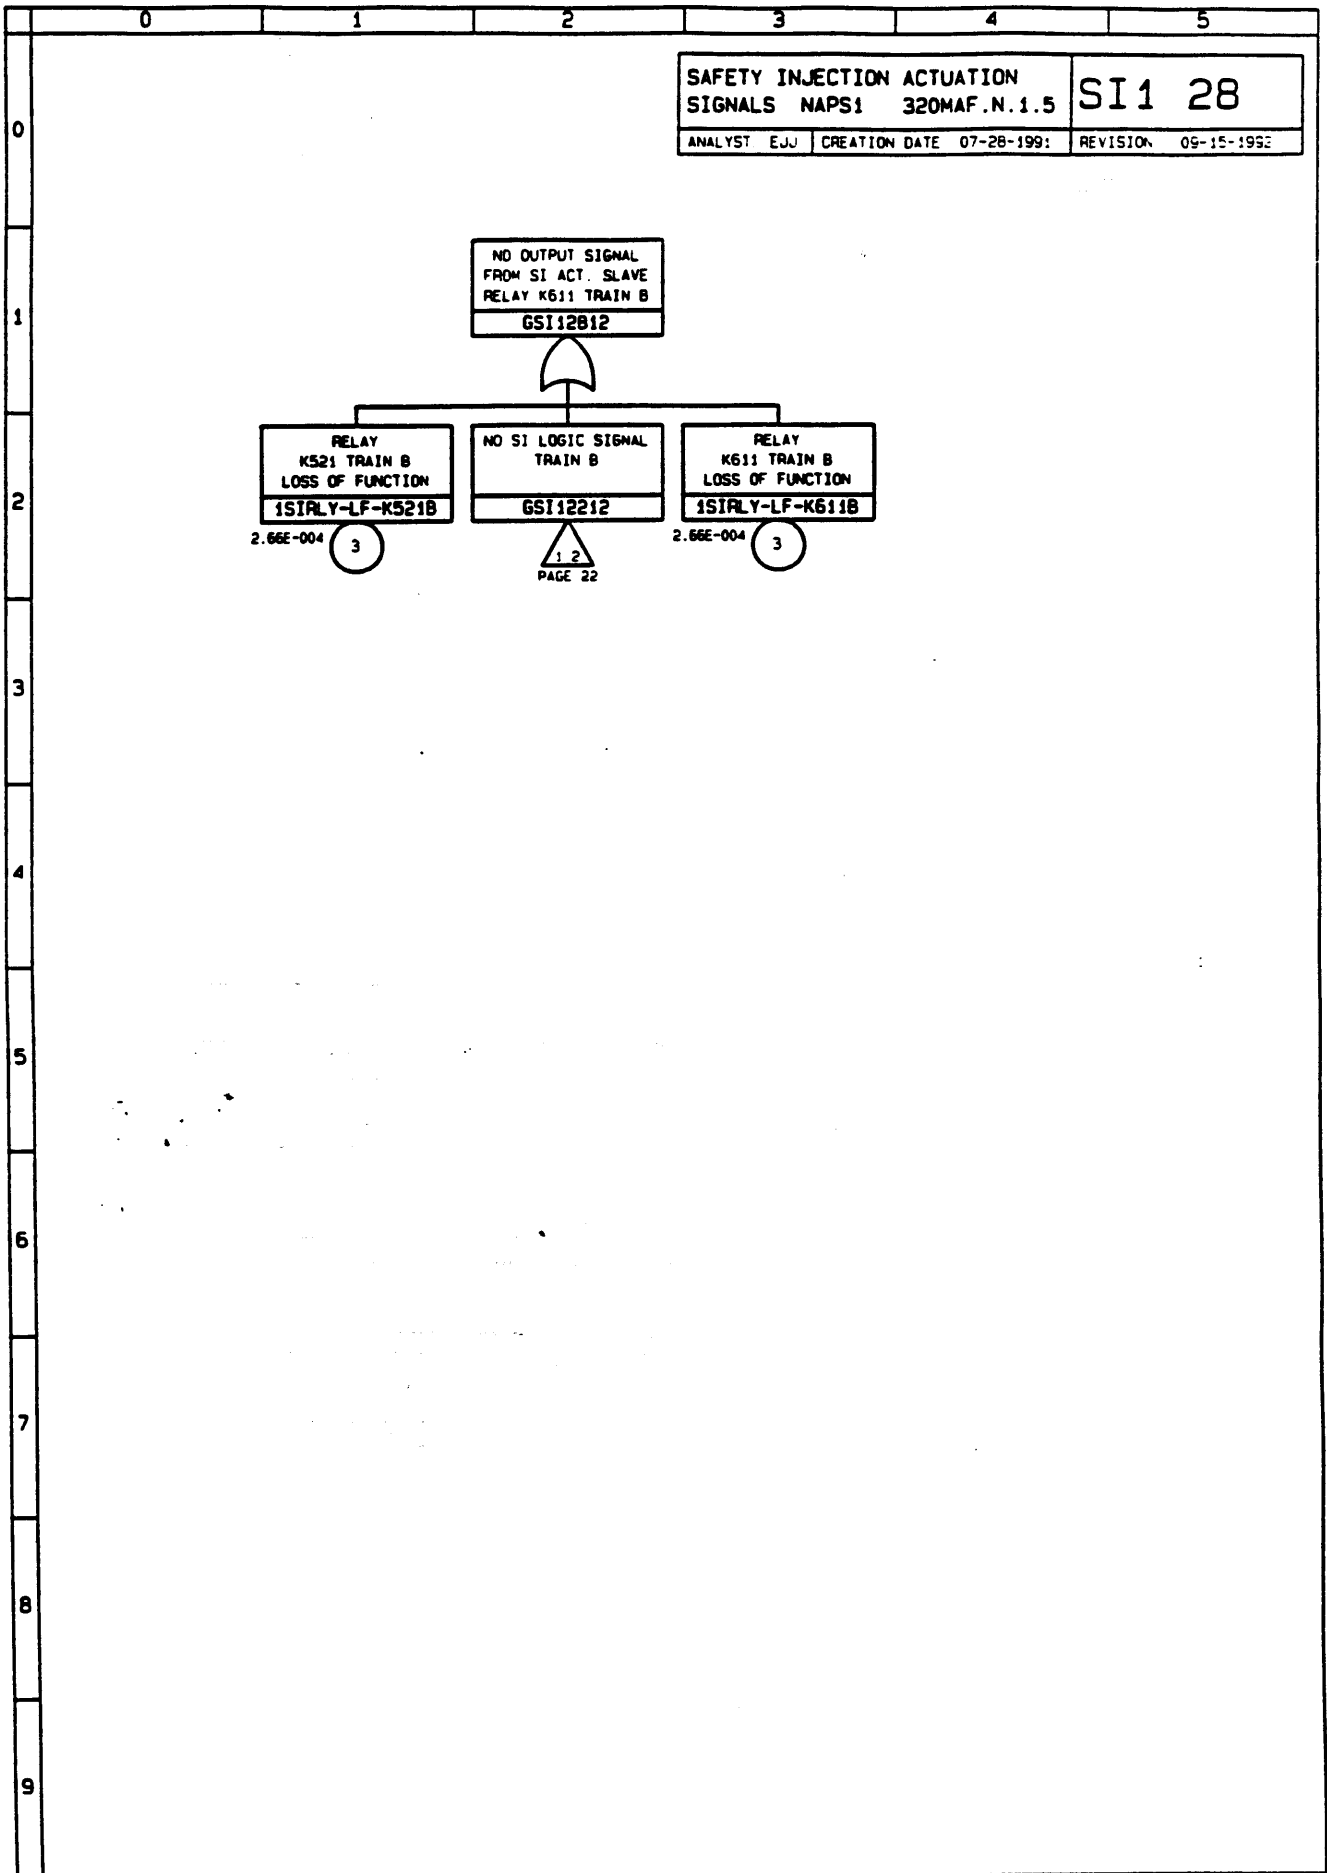 0 1 2 3 4 5
SAFETY INJECTION ACTUATION
SIGNALS NAPS1 320MAF.N.1.5
SI1 28
ANALYST EJJ CREATION DATE 07-28-1991 REVISION
0
NO OUTPUT SIGNAL
FROM SI ACT. SLAVE
RELAY K611 TRAIN B
GSI12812
1
RELAY
K521 TRAIN B
LOSS OF FUNCTION
1SIRLY-LF-K521B
2.66E-004
3
NO SI LOGIC SIGNAL
TRAIN B
GSI12212
1 2
PAGE 22
RELAY
K611 TRAIN B
LOSS OF FUNCTION
1SIRLY-LF-K611B
2.66E-004
3
2
3
4
5
6
7
8
9